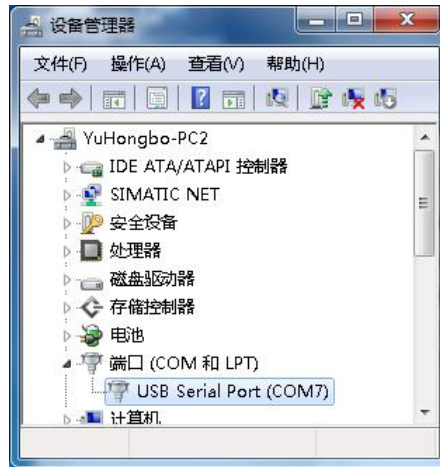 设备管理器
文件(F) 操作(A) 查看(V) 帮助(H)
YuHongbo-PC2
IDE ATA/ATAPI 控制器
SIMATIC NET
安全设备
处理器
磁盘驱动器
存储控制器
电池
端口 (COM 和 LPT)
USB Serial Port (COM7)
计算机